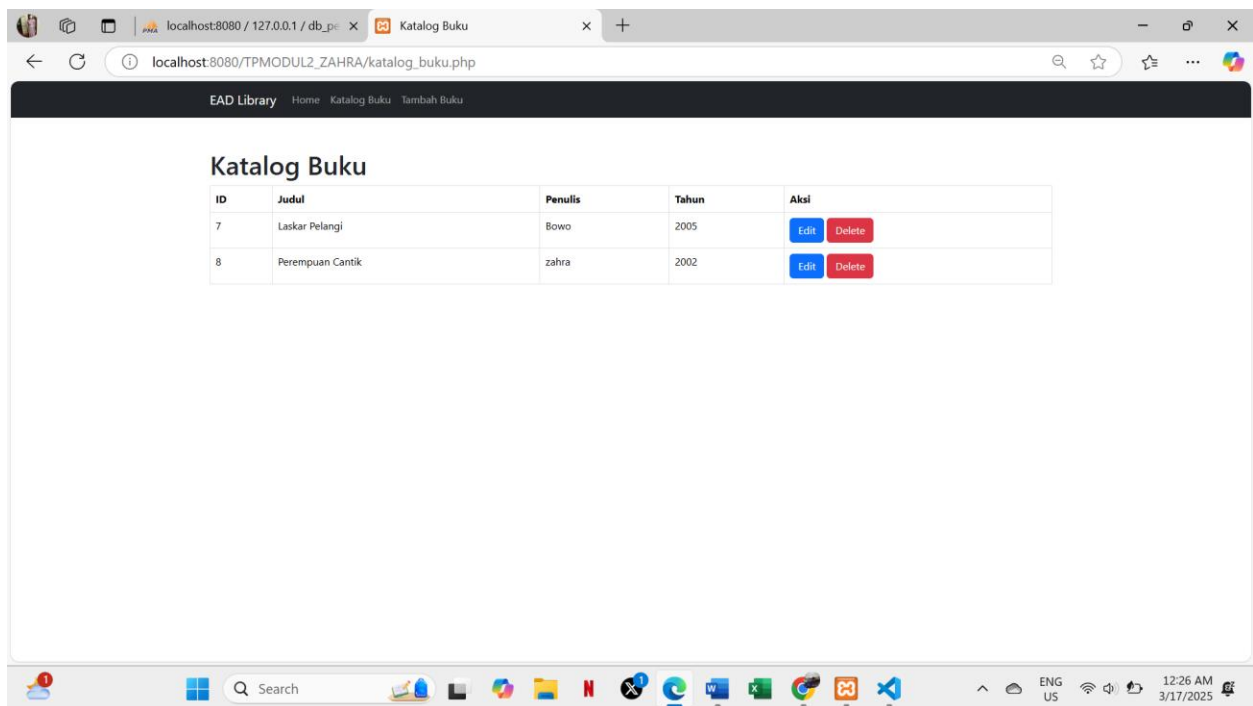 localhost:8080 / 127.0.0.1 / db_pe
Katalog Buku
localhost:8080/TPMODUL2_ZAHRA/katalog_buku.php
EAD Library Home Katalog Buku Tambah Buku
Katalog Buku
ID Judul Penulis Tahun Aksi
7 Laskar Pelangi Bowo 2005 Edit Delete
8 Perempuan Cantik zahra 2002 Edit Delete
1 Search 1 ENG 12:26 AM
US 3/17/2025